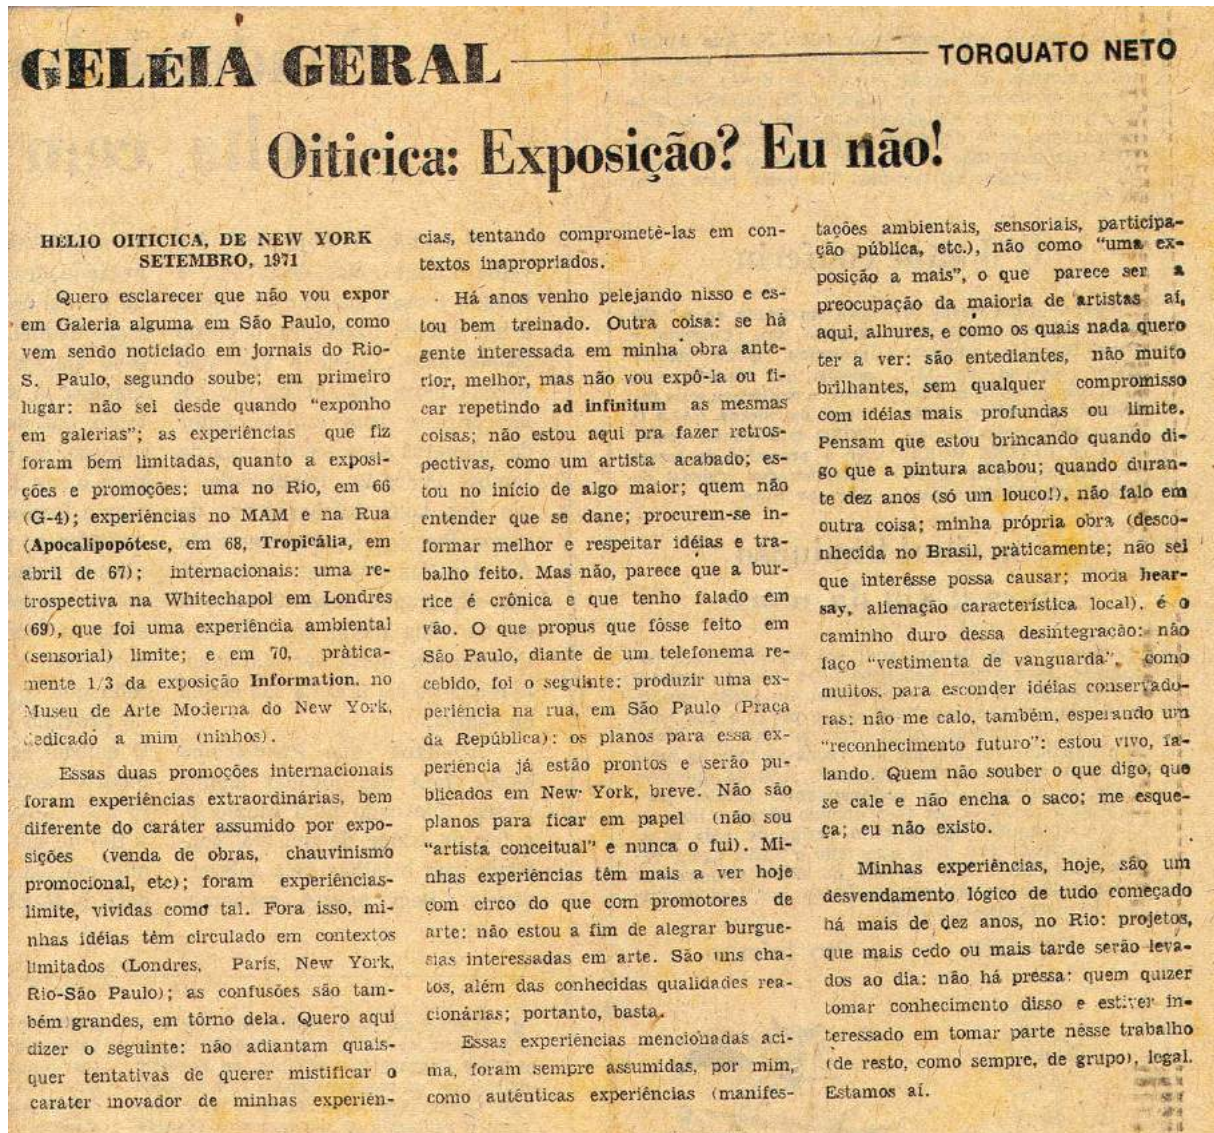 GELÉIA GERAL
TORQUATO NETO
Oiticica: Exposição? Eu não!
HÉLIO OITICICA, DE NEW YORK
SETEMBRO, 1971
Quero esclarecer que não vou expor
em Galeria alguma em São Paulo, como
vem sendo noticiado em jornais do Rio-
S. Paulo, segundo soube; em primeiro
lugar: não sei desde quando "exponho
em galerias"; as experiências que fiz
foram bem limitadas, quanto a exposi-
ções e promoções: uma no Rio, em 66
(G-4); experiências no MAM e na Rua
(Apocalipopótese, em 68, Tropicália, em
abril de 67); internacionais: uma re-
trospectiva na Whitechapol em Londres
(69), que foi uma experiência ambiental
(sensorial) limite; e em 70, pràtica-
mente 1/3 da exposição Information, no
Museu de Arte Moderna do New York,
dedicado a mim (ninhos).
Essas duas promoções internacionais
foram experiências extraordinárias, bem
diferente do caráter assumido por expo-
sições (venda de obras, chauvinismo
promocional, etc); foram experiências-
limite, vividas como tal. Fora isso, mi-
nhas idéias têm circulado em contextos
limitados (Londres, Paris, New York,
Rio-São Paulo); as confusões são tam-
bém grandes, em tôrno dela. Quero aqui
dizer o seguinte: não adiantam quais-
quer tentativas de querer mistificar o
caráter inovador de minhas experiên-
cias, tentando comprometê-las em con-
textos inapropriados.
Há anos venho pelejando nisso e es-
tou bem treinado. Outra coisa: se há
gente interessada em minha obra ante-
rior, melhor, mas não vou expô-la ou fi-
car repetindo ad infinitum as mesmas
coisas; não estou aqui pra fazer retros-
pectivas, como um artista acabado; es-
tou no início de algo maior; quem não
entender que se dane; procurem-se in-
formar melhor e respeitar idéias e tra-
balho feito. Mas não, parece que a bur-
rice é crônica e que tenho falado em
vão. O que propus que fôsse feito em
São Paulo, diante de um telefonema re-
cebido, foi o seguinte: produzir uma ex-
periência na rua, em São Paulo (Praça
da República): os planos para essa ex-
periencia já estão prontos e serão pu-
blicados em New York, breve. Não são
planos para ficar em papel (não sou
"artista conceitual" e nunca o fui). Mi-
nhas experiências têm mais a ver hoje
com circo do que com promotores de
arte: não estou a fim de alegrar burgue-
sias interessadas em arte. São uns cha-
tos, além das conhecidas qualidades rea-
cionárias; portanto, basta.
Essas experiências mencionadas aci-
ma, foram sempre assumidas, por mim,
como autênticas experiências (manifes-
tações ambientais, sensoriais, participa-
ção pública, etc.), não como "uma ex-
posição a mais", o que parece ser a
preocupação da maioria de artistas aí,
aqui, alhures, e como os quais nada quero
ter a ver: são entediantes, não muito
brilhantes, sem qualquer compromisso
com idéias mais profundas ou limite.
Pensam que estou brincando quando di-
go que a pintura acabou; quando duran-
te dez anos (só um louco!), não falo em
outra coisa; minha própria obra (desco-
nhecida no Brasil, pràticamente; não sei
que interêsse possa causar; moda hear-
say, alienação característica local), é o
caminho duro dessa desintegração: não
faço "vestimenta de vanguarda", como
muitos, para esconder idéias conservado-
ras: não me calo, também, esperando um
"reconhecimento futuro": estou vivo, fa-
lando. Quem não souber o que digo, que
se cale e não encha o saco; me esque-
ça; eu não existo.
Minhas experiências, hoje, são um
desvendamento lógico de tudo começado
há mais de dez anos, no Rio: projetos,
que mais cedo ou mais tarde serão leva-
dos ao dia: não há pressa: quem quizer
tomar conhecimento disso e estiver in-
teressado em tomar parte nêsse trabalho
(de resto, como sempre, de grupo), legal.
Estamos aí.